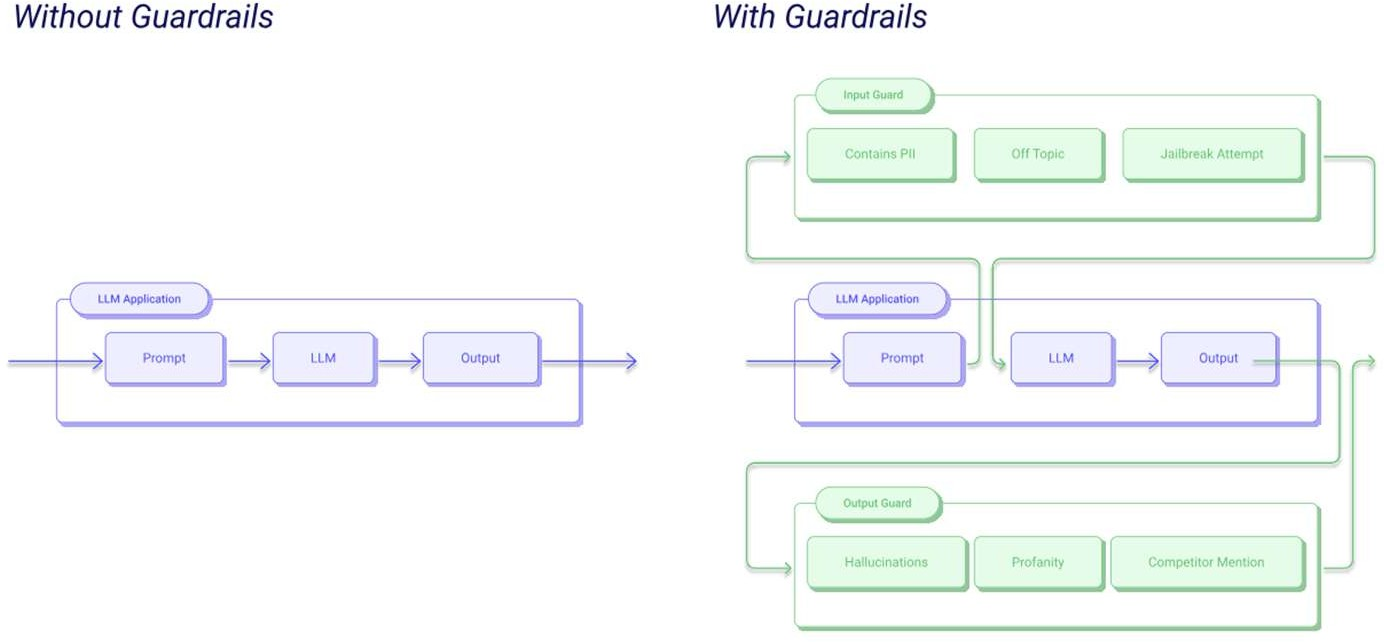 Without Guardrails
LLM Application
Prompt
LLM
Output
With Guardrails
Input Guard
Contains PII
Off Topic
Jailbreak Attempt
LLM Application
Prompt
LLM
Output
Output Guard
Hallucinations
Profanity
Competitor Mention